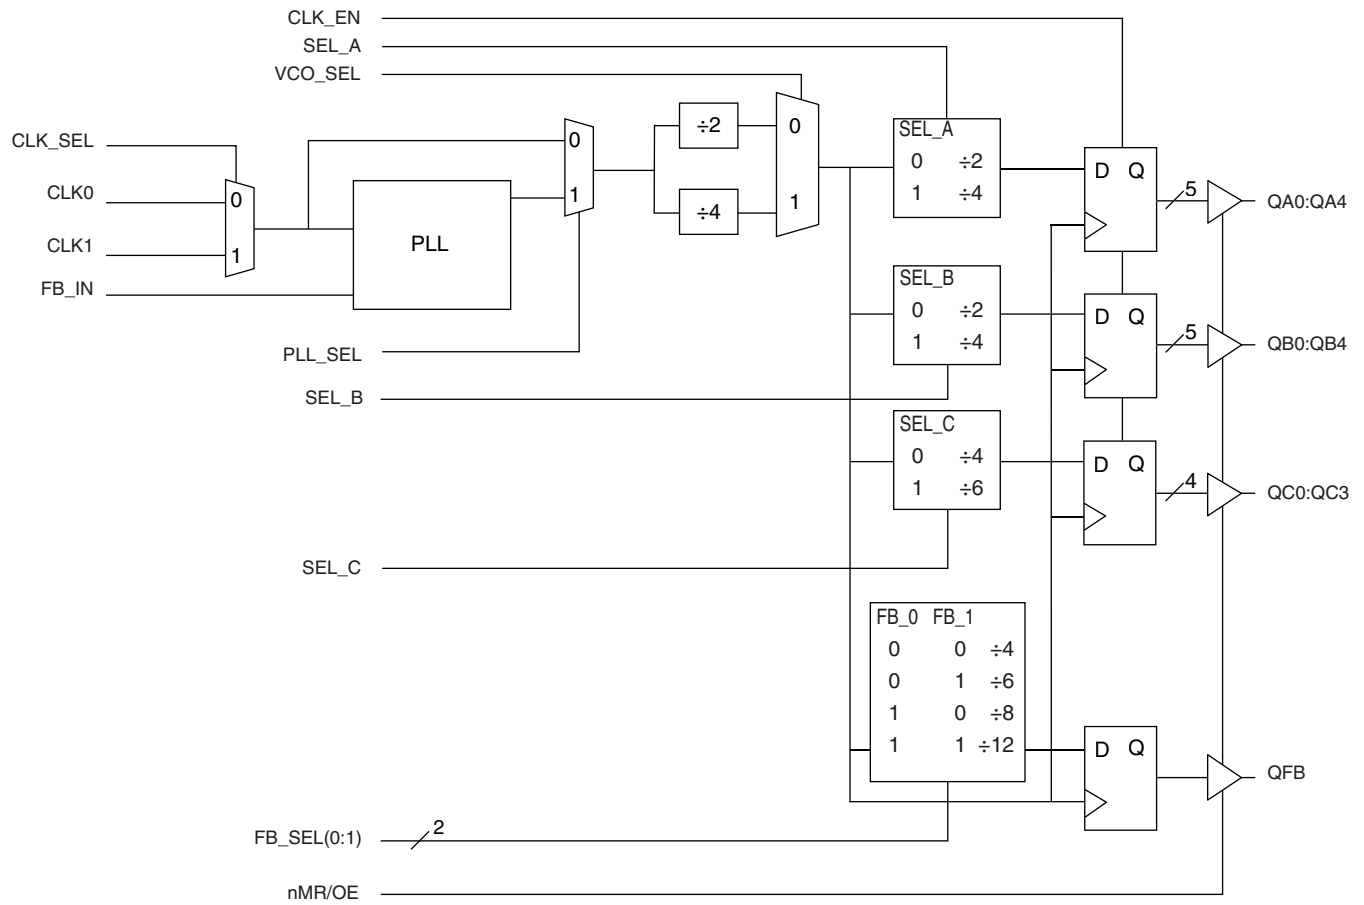 CLK_EN
SEL_A
VCO_SEL
CLK_SEL
CLK0
CLK1
FB_IN
0
1
PLL
PLL_SEL
0
1
÷2
÷4
0
1
SEL_A
0 ÷2
1 ÷4
D Q
5
QA0:QA4
SEL_B
0 ÷2
1 ÷4
D Q
5
QB0:QB4
SEL_B
SEL_C
0 ÷4
1 ÷6
D Q
4
QC0:QC3
SEL_C
FB_0 FB_1
0 0 ÷4
0 1 ÷6
1 0 ÷8
1 1 ÷12
D Q
QFB
FB_SEL(0:1)
2
nMR/OE